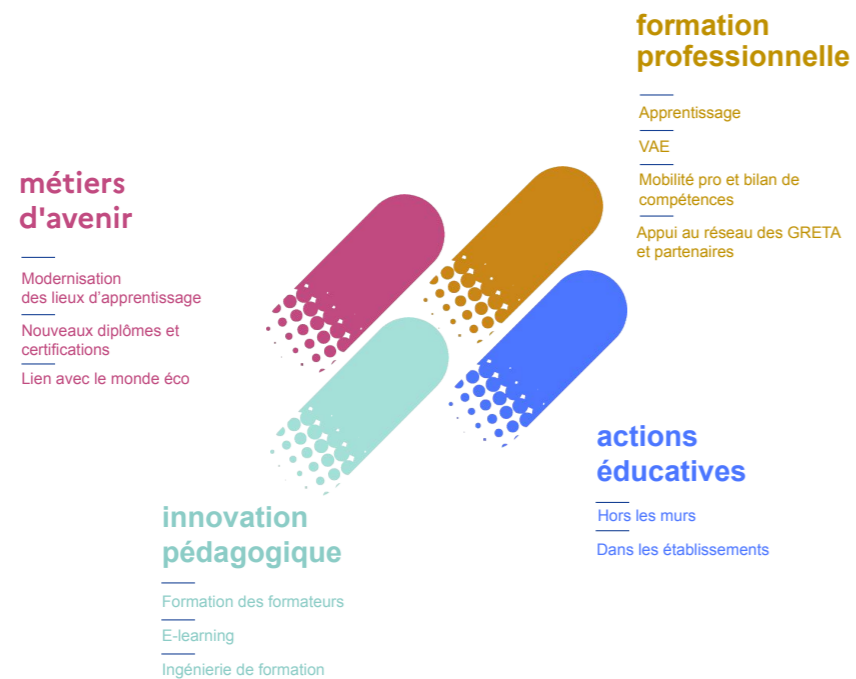 formation
professionnelle
Apprentissage
VAE
Mobilité pro et bilan de
compétences
Appui au réseau des GRETA
et partenaires
métiers
d'avenir
Modernisation
des lieux d'apprentissage
Nouveaux diplômes et
certifications
Lien avec le monde éco
actions
éducatives
Hors les murs
Dans les établissements
innovation
pédagogique
Formation des formateurs
E-learning
Ingénierie de formation